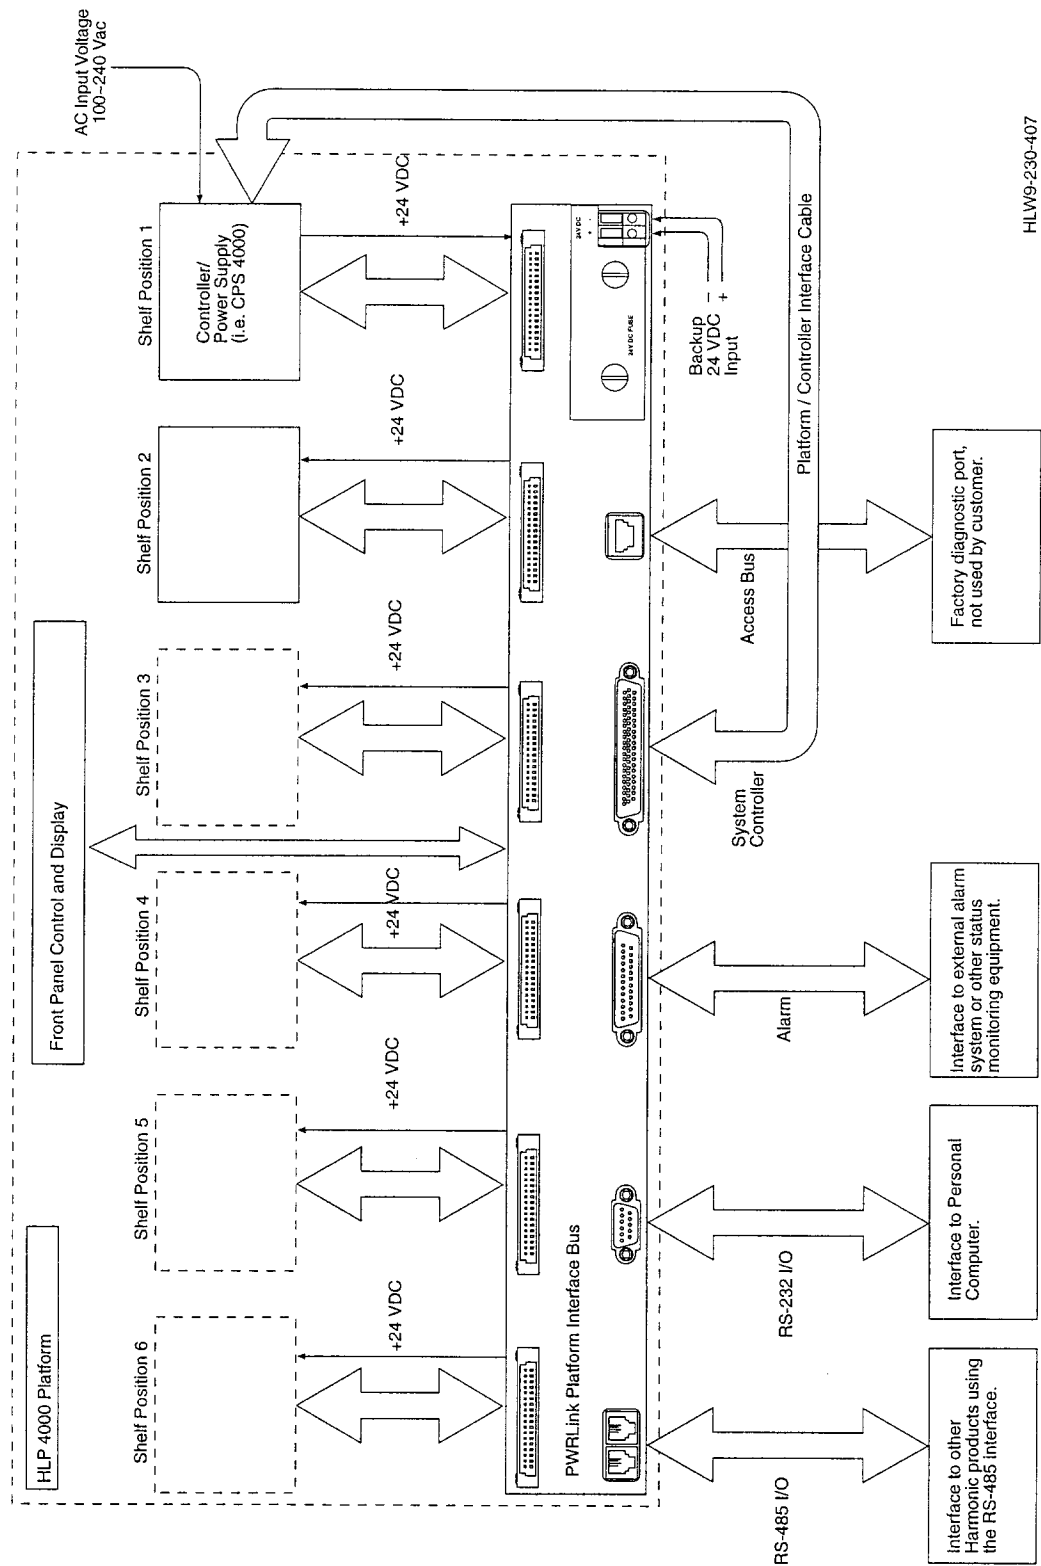 HLP 4000 Platform
Front Panel Control and Display
AC Input Voltage
100–240 Vac
Shelf Position 6
Shelf Position 5
Shelf Position 4
Shelf Position 3
Shelf Position 2
Shelf Position 1
Controller/
Power Supply
(i.e. CPS 4000)
+24 VDC
+24 VDC
+24 VDC
+24 VDC
+24 VDC
+24 VDC
PWRLink Platform Interface Bus
24V DC FUSE
24V DC
- +
Backup
24 VDC
Input
–
+
RS-485 I/O
RS-232 I/O
Alarm
System
Controller
Access Bus
Platform / Controller Interface Cable
Interface to other
Harmonic products using
the RS-485 interface.
Interface to Personal
Computer.
Interface to external alarm
system or other status
monitoring equipment.
Factory diagnostic port,
not used by customer.
HLW9-230-407